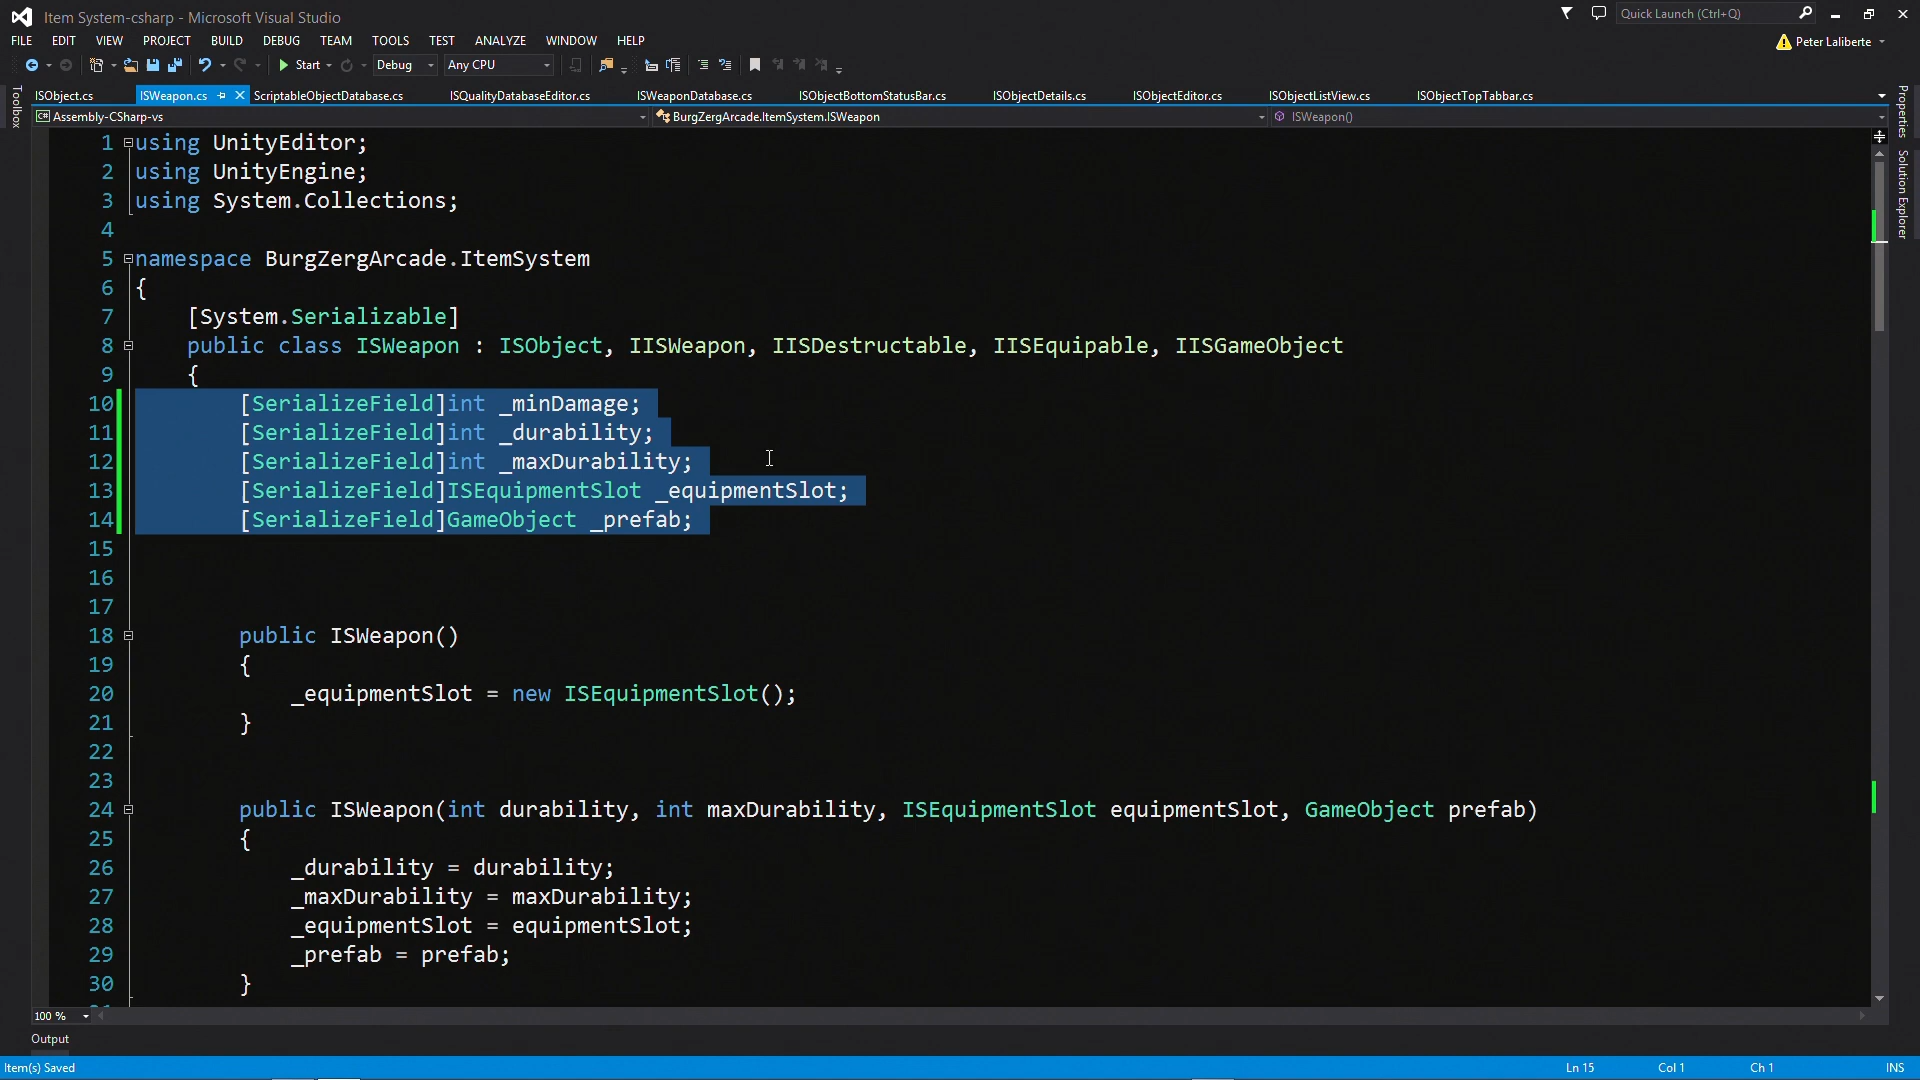 Item System-csharp - Microsoft Visual Studio
Quick Launch (Ctrl+Q)
FILE EDIT VIEW PROJECT BUILD DEBUG TEAM TOOLS TEST ANALYZE WINDOW HELP
Peter Laliberte
Start Debug Any CPU
Toolbox
ISObject.cs ISWeapon.cs ScriptableObjectDatabase.cs ISQualityDatabaseEditor.cs ISWeaponDatabase.cs ISObjectBottomStatusBar.cs ISObjectDetails.cs ISObjectEditor.cs ISObjectListView.cs ISObjectTopTabbar.cs
Properties
Solution Explorer
C# Assembly-CSharp-vs BurgZergArcade.ItemSystem.ISWeapon ISWeapon()
1 using UnityEditor;
2 using UnityEngine;
3 using System.Collections;
4
5 namespace BurgZergArcade.ItemSystem
6 {
7 [System.Serializable]
8 public class ISWeapon : ISObject, IISWeapon, IISDestructable, IISEquipable, IISGameObject
9 {
10 [SerializeField]int _minDamage;
11 [SerializeField]int _durability;
12 [SerializeField]int _maxDurability;
13 [SerializeField]ISEquipmentSlot _equipmentSlot;
14 [SerializeField]GameObject _prefab;
15
16
17
18 public ISWeapon()
19 {
20 _equipmentSlot = new ISEquipmentSlot();
21 }
22
23
24 public ISWeapon(int durability, int maxDurability, ISEquipmentSlot equipmentSlot, GameObject prefab)
25 {
26 _durability = durability;
27 _maxDurability = maxDurability;
28 _equipmentSlot = equipmentSlot;
29 _prefab = prefab;
30 }
100 %
Output
Item(s) Saved Ln 15 Col 1 Ch 1 INS